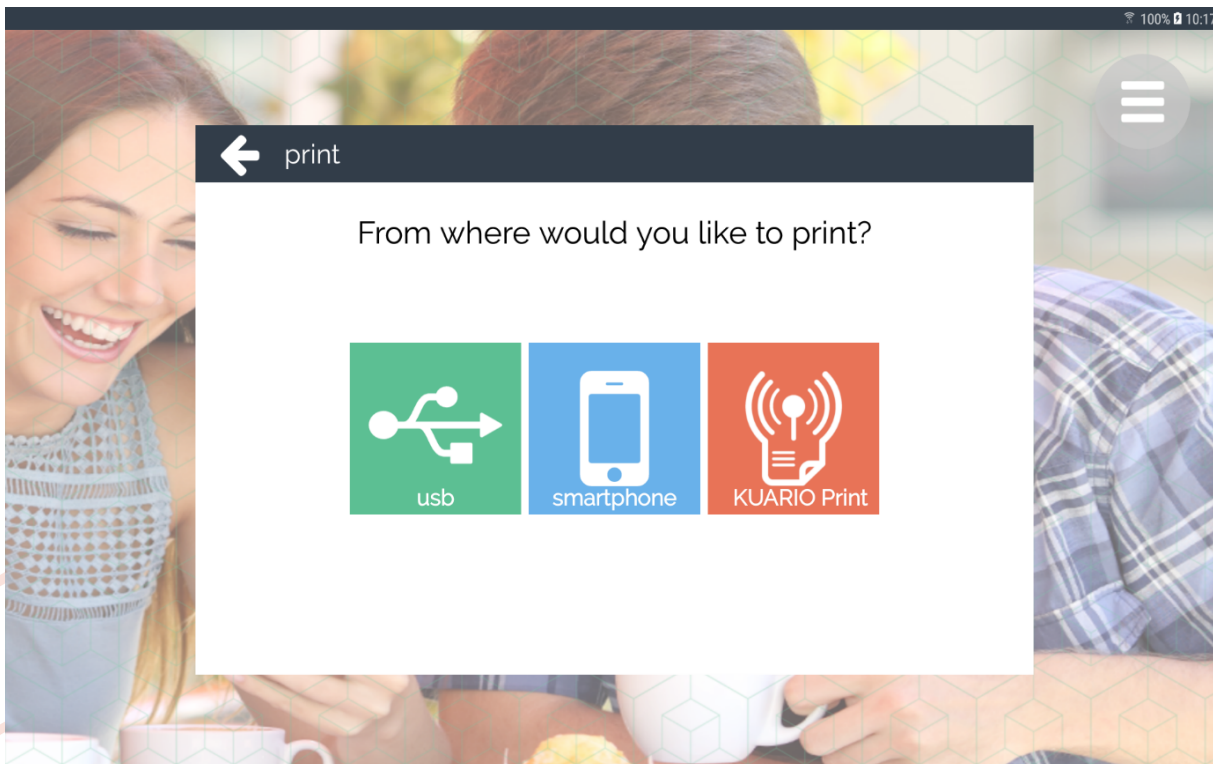 100% 10:17
print
From where would you like to print?
usb
smartphone
KUARIO Print